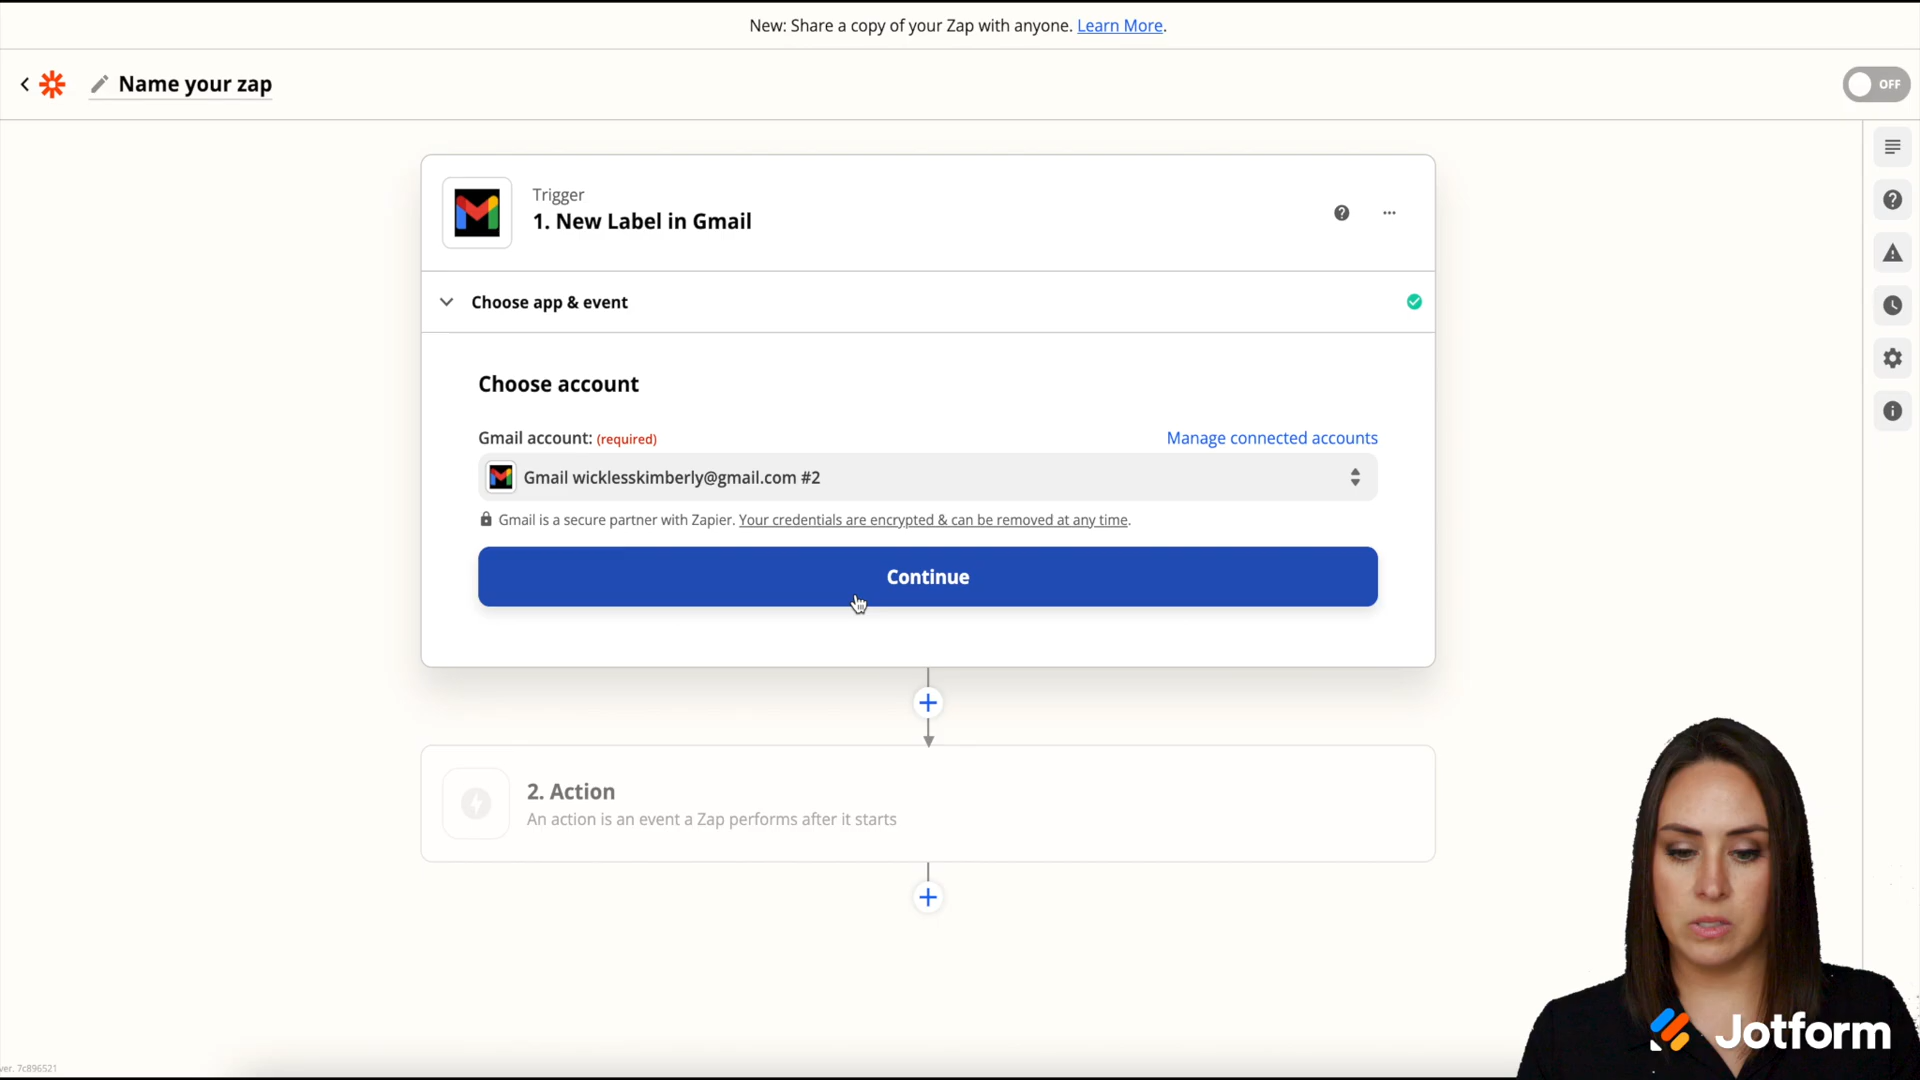 New: Share a copy of your Zap with anyone. Learn More.
Name your zap
OFF
Trigger
1. New Label in Gmail
Choose app & event
Choose account
Gmail account: (required)
Manage connected accounts
Gmail wicklesskimberly@gmail.com #2
Gmail is a secure partner with Zapier. Your credentials are encrypted & can be removed at any time.
Continue
2. Action
An action is an event a Zap performs after it starts
Jotform
ver. 7c896521